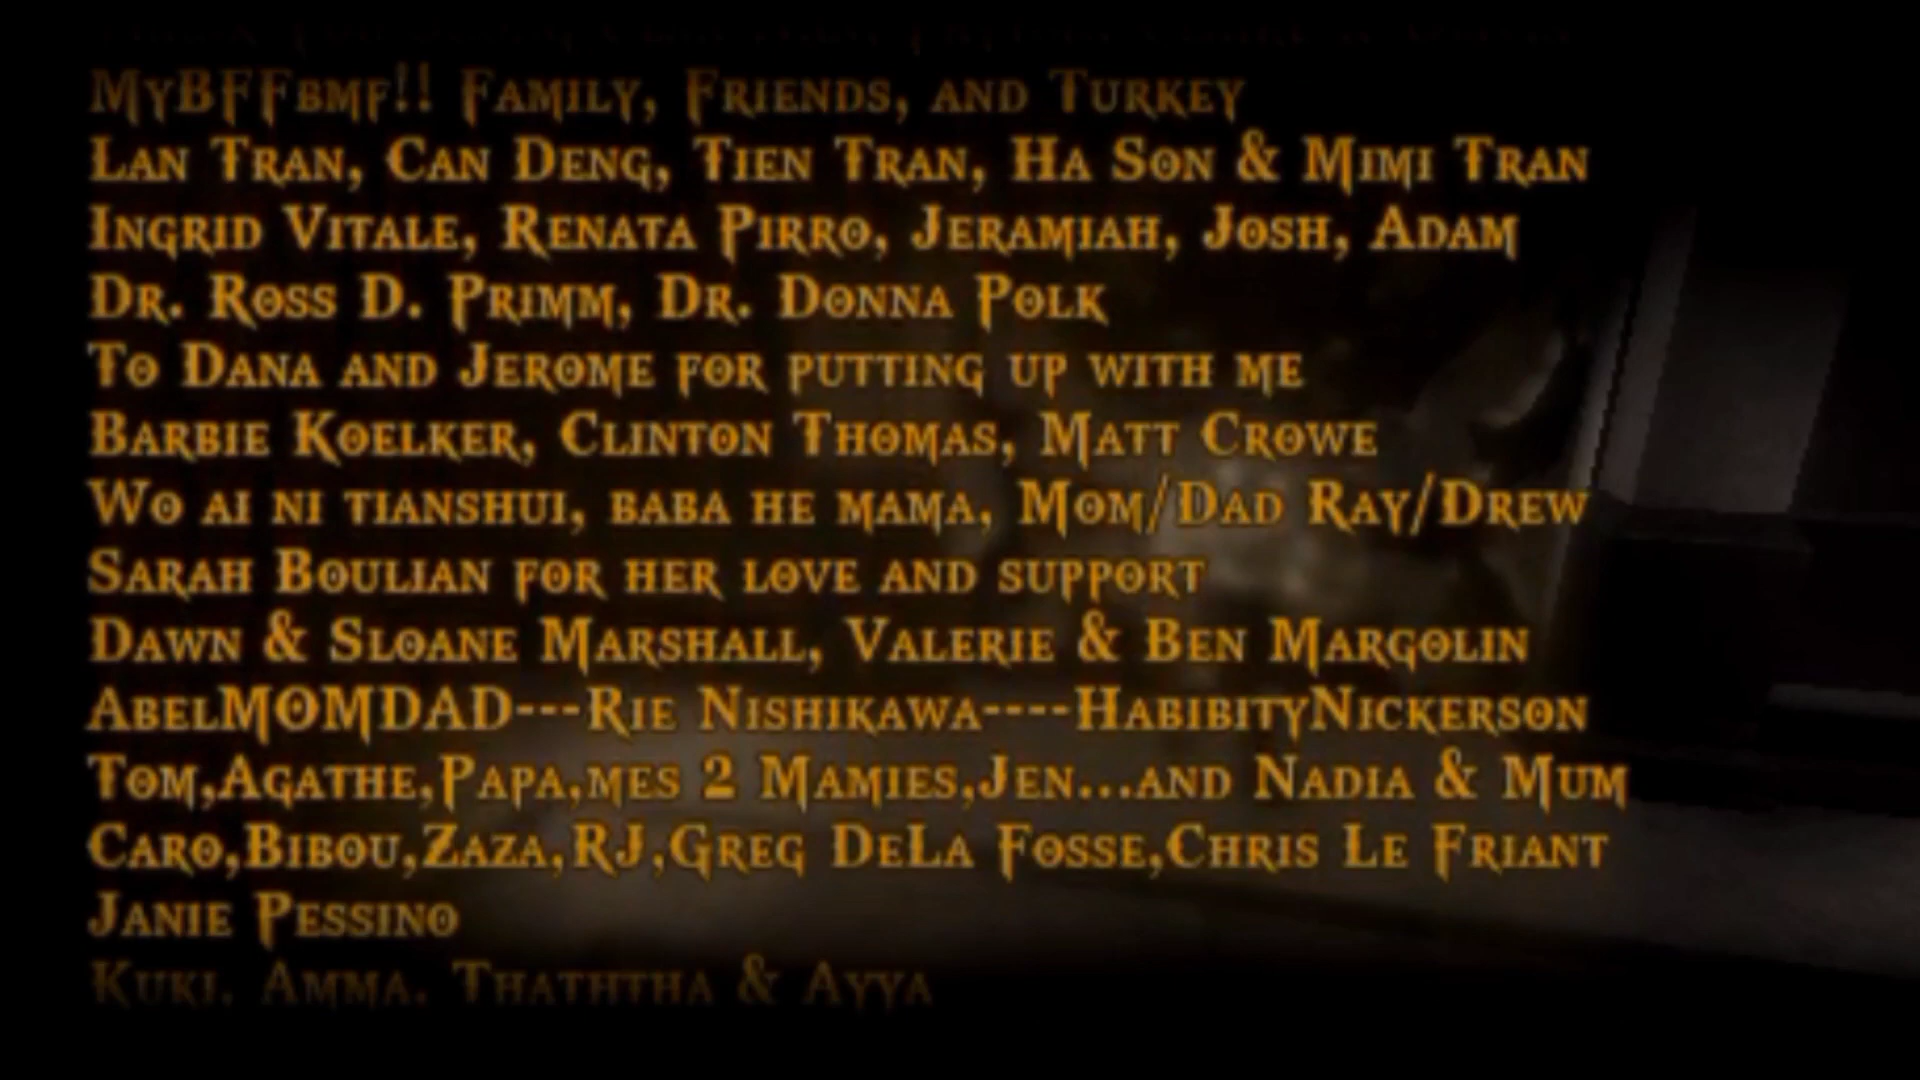 MyBFFbmf!! Family, Friends, and Turkey
Lan Tran, Can Deng, Tien Tran, Ha Son & Mimi Tran
Ingrid Vitale, Renata Pirro, Jeramiah, Josh, Adam
Dr. Ross D. Primm, Dr. Donna Polk
To Dana and Jerome for putting up with me
Barbie Koelker, Clinton Thomas, Matt Crowe
Wo ai ni tianshui, baba he mama, Mom/Dad Ray/Drew
Sarah Boulian for her love and support
Dawn & Sloane Marshall, Valerie & Ben Margolin
AbelMOMDAD---Rie Nishikawa----HabibityNickerson
Tom,Agathe,Papa,mes 2 Mamies,Jen...and Nadia & Mum
Caro,Bibou,Zaza,RJ,Greg DeLa Fosse,Chris Le Friant
Janie Pessino
Kuki, Amma, Thaththa & Ayya